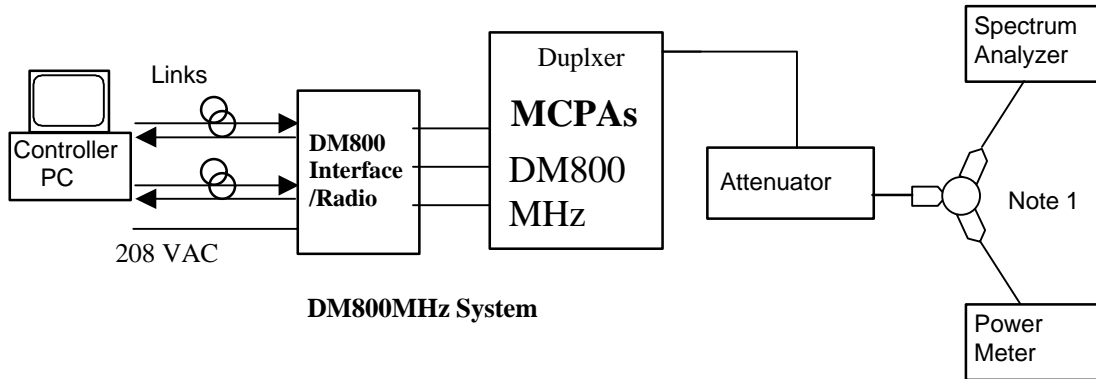 Links
Controller
PC
208 VAC
DM800
Interface
/Radio
Duplxer
MCPAs
DM800
MHz
Attenuator
Spectrum
Analyzer
Note 1
Power
Meter
DM800MHz System